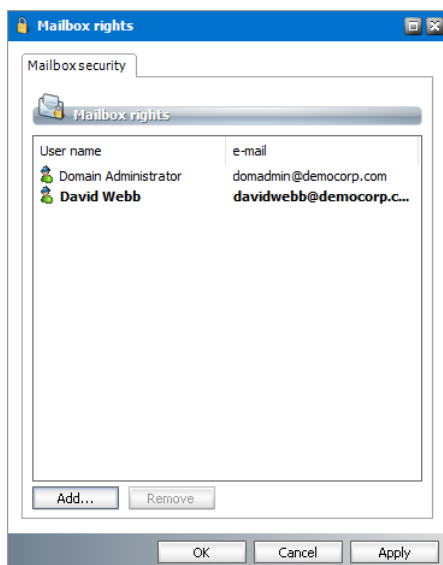 Mailbox rights
Mailbox security
Mailbox rights
User name e-mail
Domain Administrator domadmin@democorp.com
David Webb davidwebb@democorp.c...
Add... Remove
OK Cancel Apply